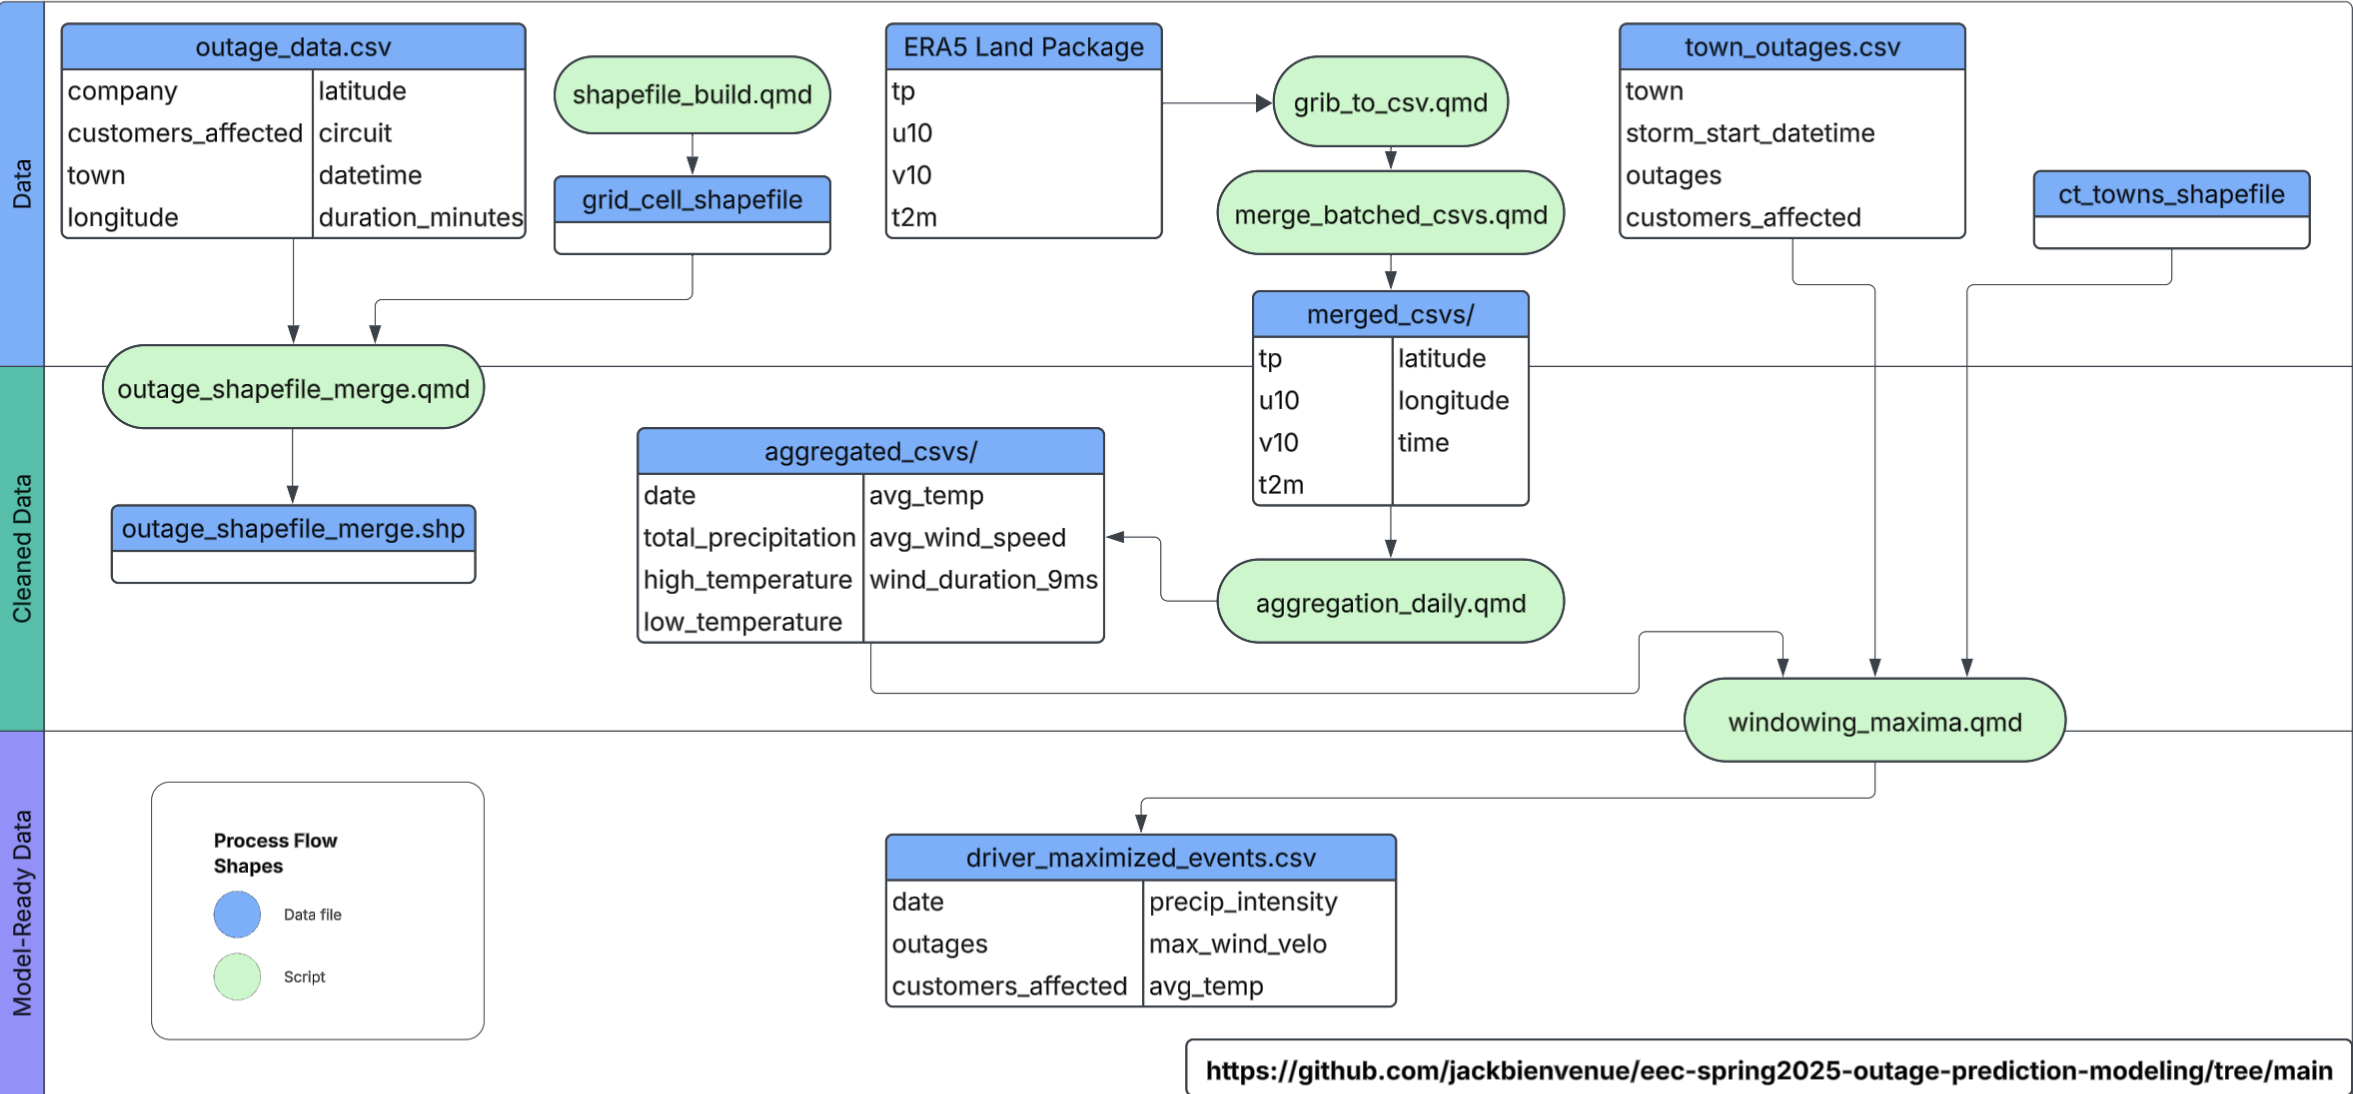 Data
outage_data.csv
company
customers_affected
town
longitude
latitude
circuit
datetime
duration_minutes
shapefile_build.qmd
grid_cell_shapefile
ERA5 Land Package
tp
u10
v10
t2m
grib_to_csv.qmd
merge_batched_csvs.qmd
merged_csvs/
tp
u10
v10
t2m
latitude
longitude
time
town_outages.csv
town
storm_start_datetime
outages
customers_affected
ct_towns_shapefile
Cleaned Data
outage_shapefile_merge.qmd
outage_shapefile_merge.shp
aggregated_csvs/
date
total_precipitation
high_temperature
low_temperature
avg_temp
avg_wind_speed
wind_duration_9ms
aggregation_daily.qmd
windowing_maxima.qmd
Model-Ready Data
Process Flow
Shapes
Data file
Script
driver_maximized_events.csv
date
outages
customers_affected
precip_intensity
max_wind_velo
avg_temp
https://github.com/jackbienvenue/eec-spring2025-outage-prediction-modeling/tree/main